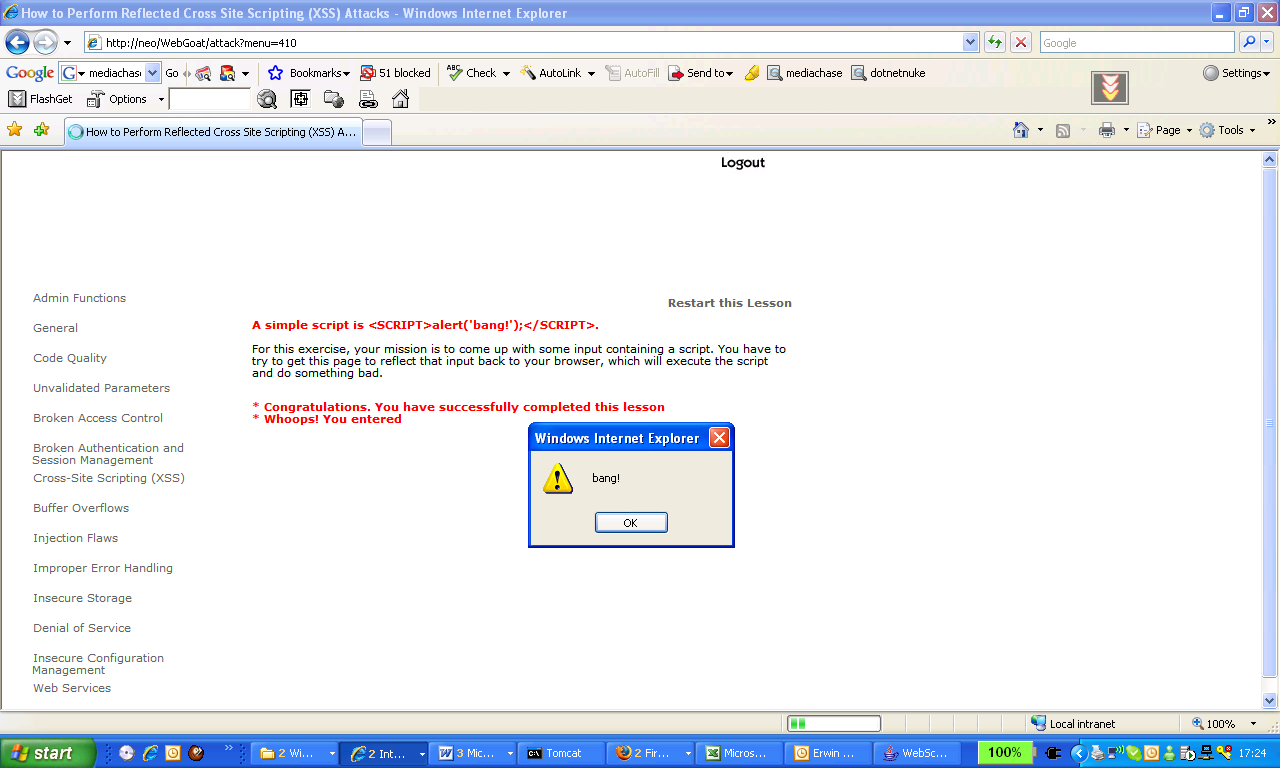 How to Perform Reflected Cross Site Scripting (XSS) Attacks - Windows Internet Explorer
http://neo/WebGoat/attack?menu=410
Google
Google G mediachas Go Bookmarks 51 blocked ABC Check AutoLink AutoFill Send to mediachase dotnetnuke Settings
FlashGet Options
How to Perform Reflected Cross Site Scripting (XSS) A... Page Tools
Logout
Admin Functions
Restart this Lesson
A simple script is <SCRIPT>alert('bang!');</SCRIPT>.
General
For this exercise, your mission is to come up with some input containing a script. You have to
try to get this page to reflect that input back to your browser, which will execute the script
and do something bad.
Code Quality
Unvalidated Parameters
* Congratulations. You have successfully completed this lesson
* Whoops! You entered
Broken Access Control
Windows Internet Explorer
bang!
OK
Broken Authentication and
Session Management
Cross-Site Scripting (XSS)
Buffer Overflows
Injection Flaws
Improper Error Handling
Insecure Storage
Denial of Service
Insecure Configuration
Management
Web Services
Local intranet 100%
start 2 Wi... 2 Int... 3 Mic... Tomcat 2 Fir... Micros... Erwin ... WebSc... 100% 17:24